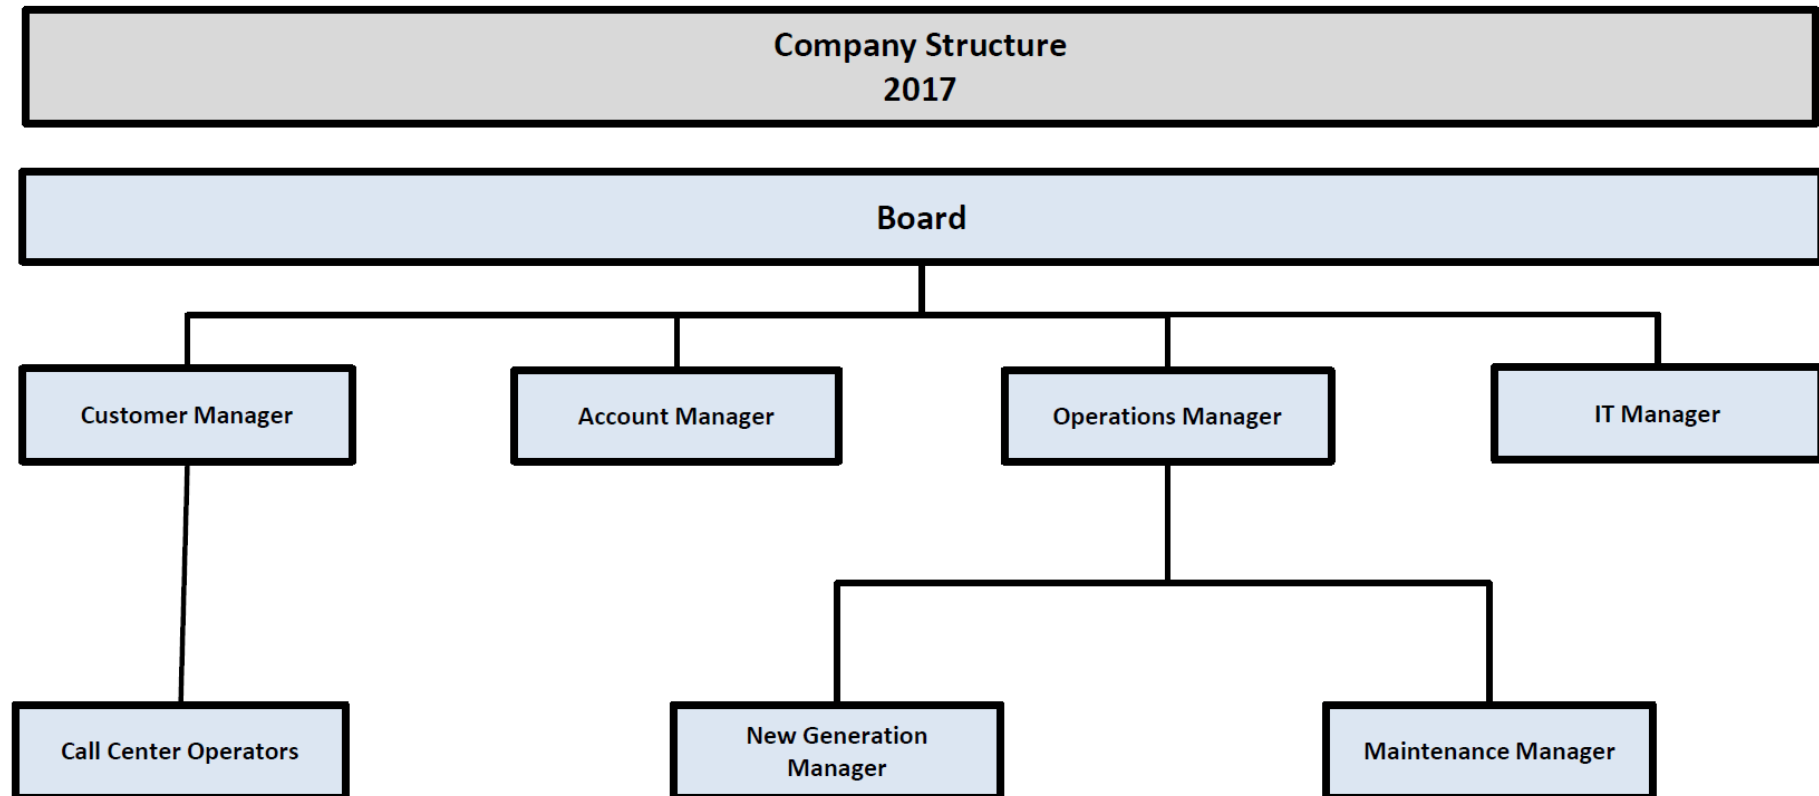 Company Structure
2017
Board
Customer Manager
Account Manager
Operations Manager
IT Manager
Call Center Operators
New Generation
Manager
Maintenance Manager